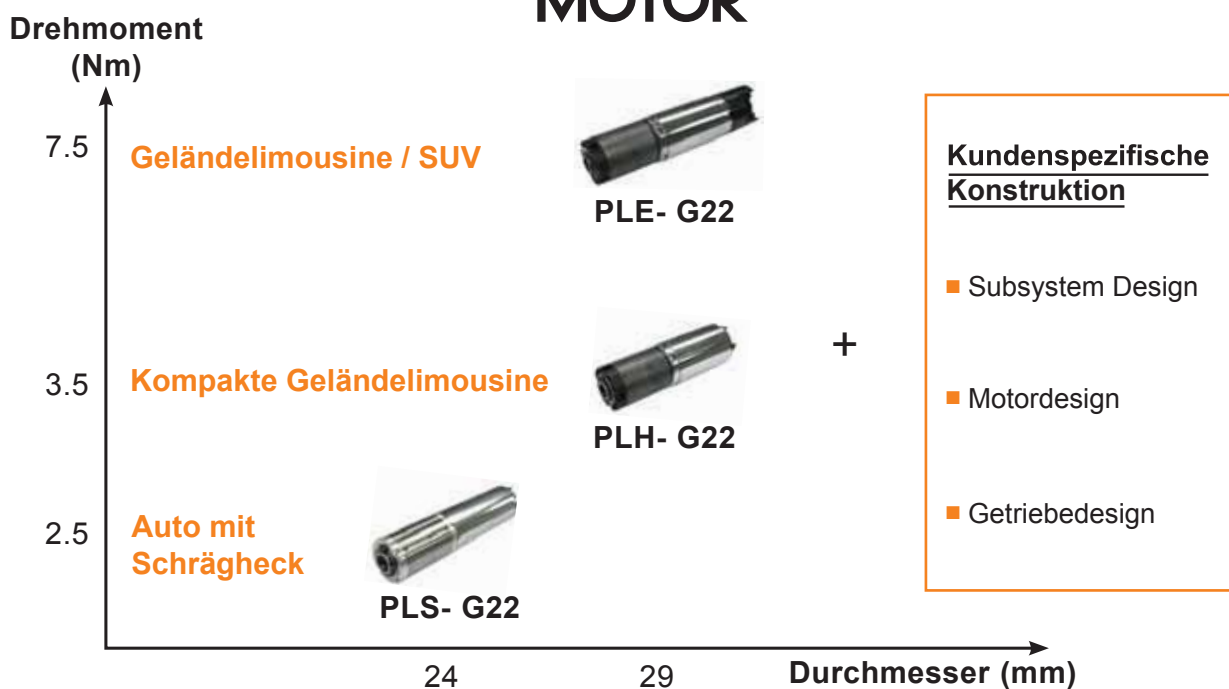 MOTOR
Drehmoment
(Nm)
7.5
Geländelimousine / SUV
PLE- G22
3.5
Kompakte Geländelimousine
PLH- G22
2.5
Auto mit
Schrägheck
PLS- G22
24
29
Durchmesser (mm)
+
Kundenspezifische
Konstruktion
■ Subsystem Design
■ Motordesign
■ Getriebedesign